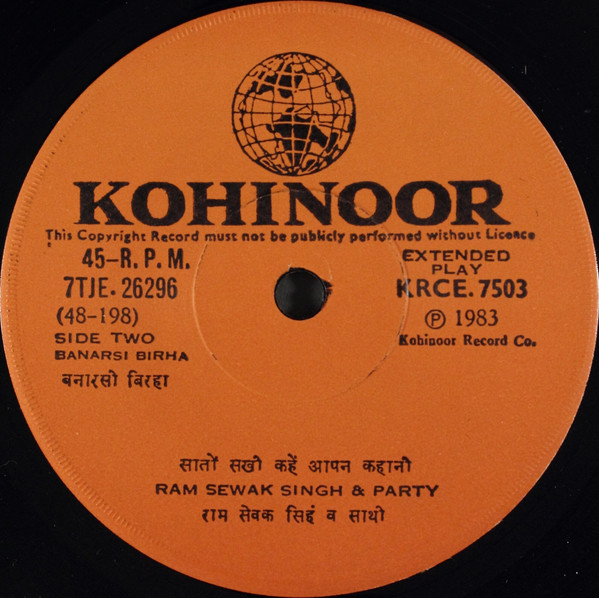 KOHINOOR
This Copyright Record must not be publicly performed without Licence
45-R.P.M.
7TJE. 26296
(48-198)
SIDE TWO
BANARSI BIRHA
बनारसी बिरहा
EXTENDED
PLAY
KRCE. 7503
Ⓟ 1983
Kohinoor Record Co.
सातों सखी कहें आपन कहानी
RAM SEWAK SINGH & PARTY
राम सेवक सिहं व साथी